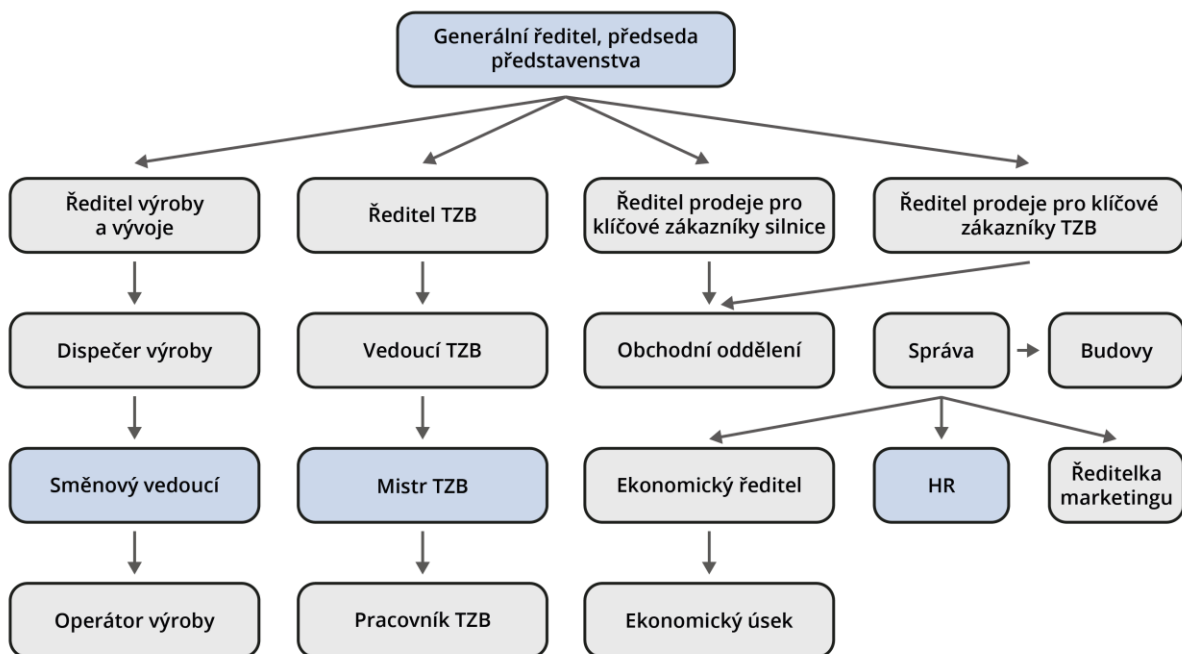 Generální ředitel, předseda
představenstva
Ředitel výroby
a vývoje
Ředitel TZB
Ředitel prodeje pro
klíčové zákazníky silnice
Ředitel prodeje pro klíčové
zákazníky TZB
Dispečer výroby
Vedoucí TZB
Obchodní oddělení
Správa
Budovy
Směnový vedoucí
Mistr TZB
Ekonomický ředitel
HR
Ředitelka
marketingu
Operátor výroby
Pracovník TZB
Ekonomický úsek